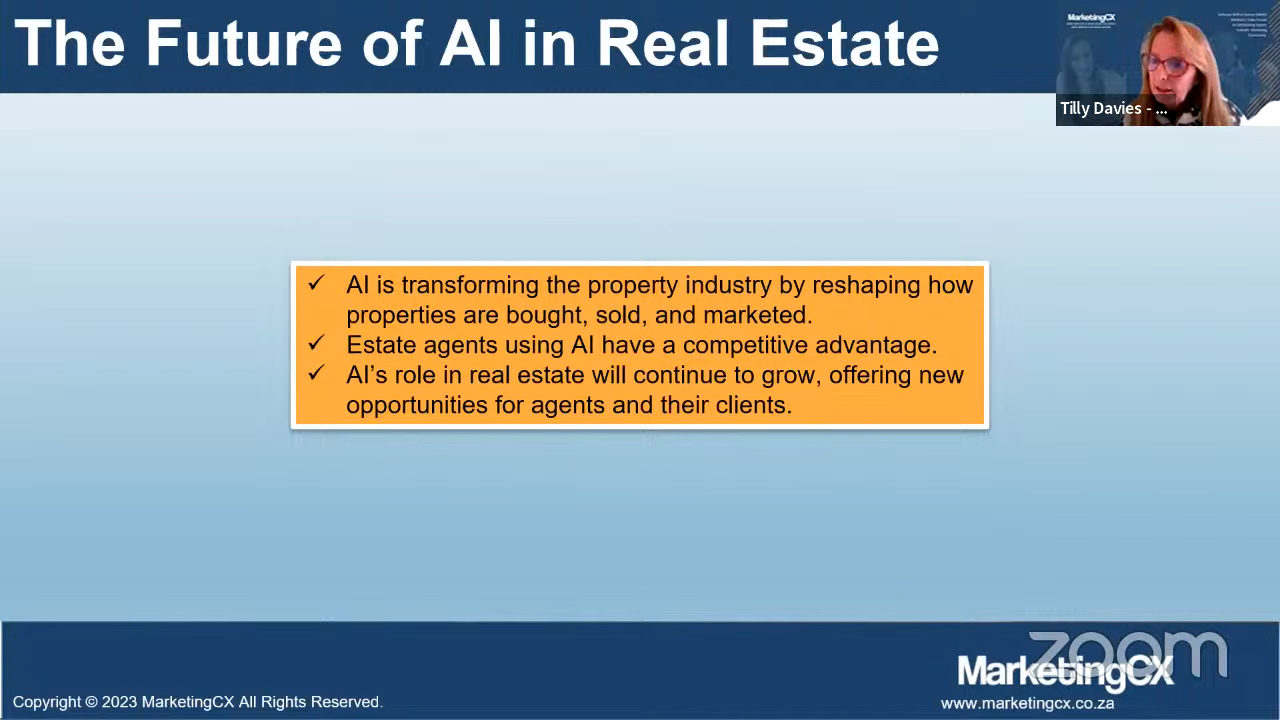 The Future of AI in Real Estate
MarketingCX
Tilly Davies - ...
✓ AI is transforming the property industry by reshaping how
properties are bought, sold, and marketed.
✓ Estate agents using AI have a competitive advantage.
✓ AI’s role in real estate will continue to grow, offering new
opportunities for agents and their clients.
zoom
MarketingCX
www.marketingcx.co.za
Copyright © 2023 MarketingCX All Rights Reserved.